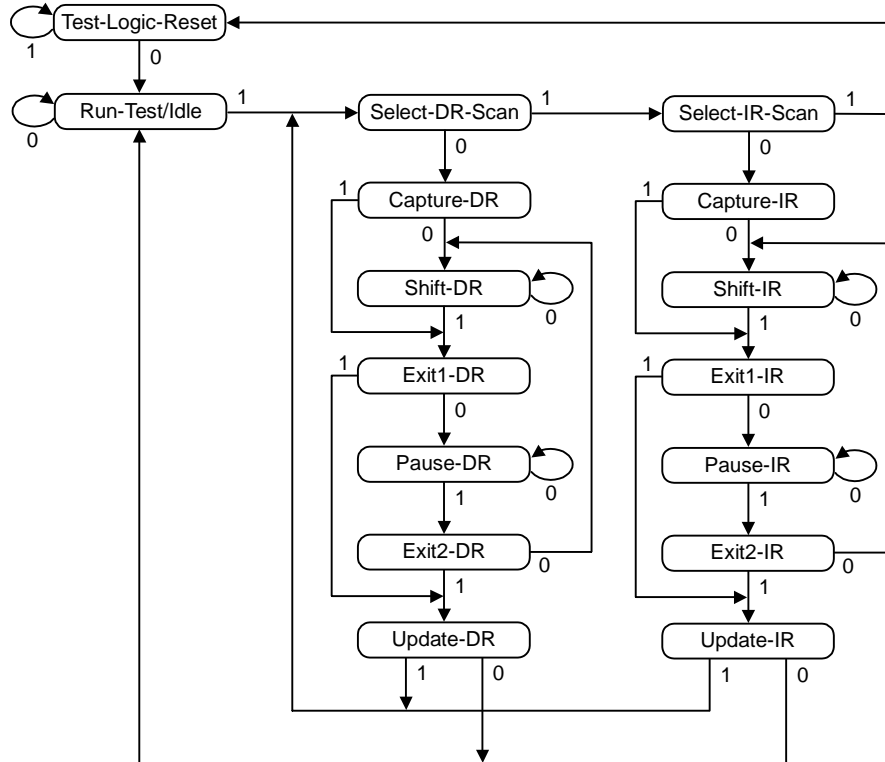 Test-Logic-Reset
1
0
Run-Test/Idle 1 Select-DR-Scan 1 Select-IR-Scan 1
0
0 0
1 Capture-DR 1 Capture-IR
0 0
Shift-DR Shift-IR
1 0 1 0
1 Exit1-DR 1 Exit1-IR
0 0
Pause-DR Pause-IR
1 0 1 0
Exit2-DR 0 Exit2-IR 0
1 1
Update-DR Update-IR
1 0 1 0